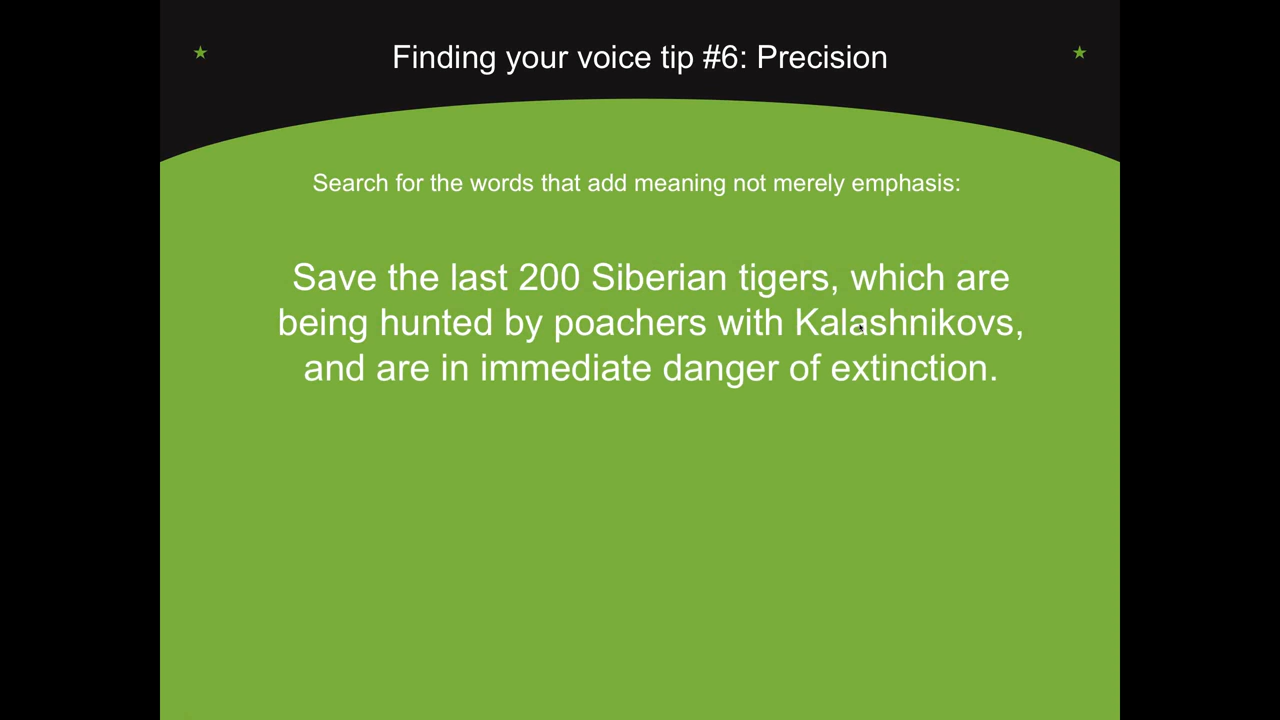 Finding your voice tip #6: Precision
Search for the words that add meaning not merely emphasis:
Save the last 200 Siberian tigers, which are
being hunted by poachers with Kalashnikovs,
and are in immediate danger of extinction.